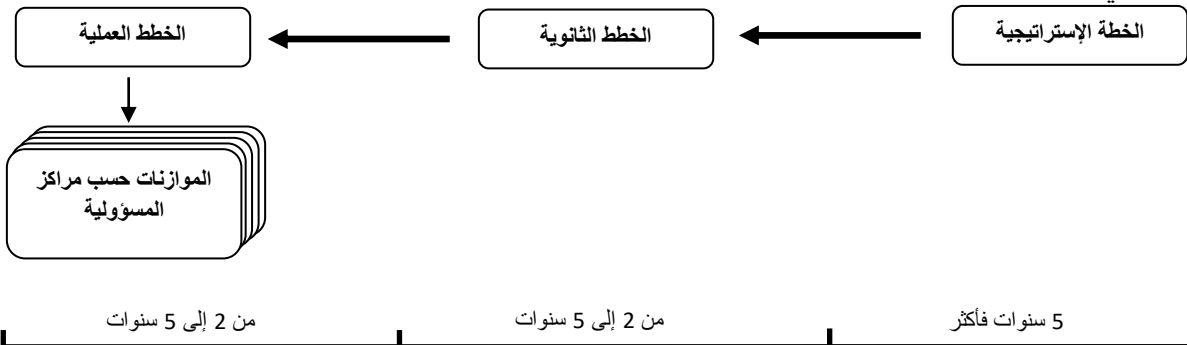 الخطة الإستراتيجية
الخطط الثانوية
الخطط العملية
الموازنات حسب مراكز
المسؤولية
5 سنوات فأكثر
من 2 إلى 5 سنوات
من 2 إلى 5 سنوات